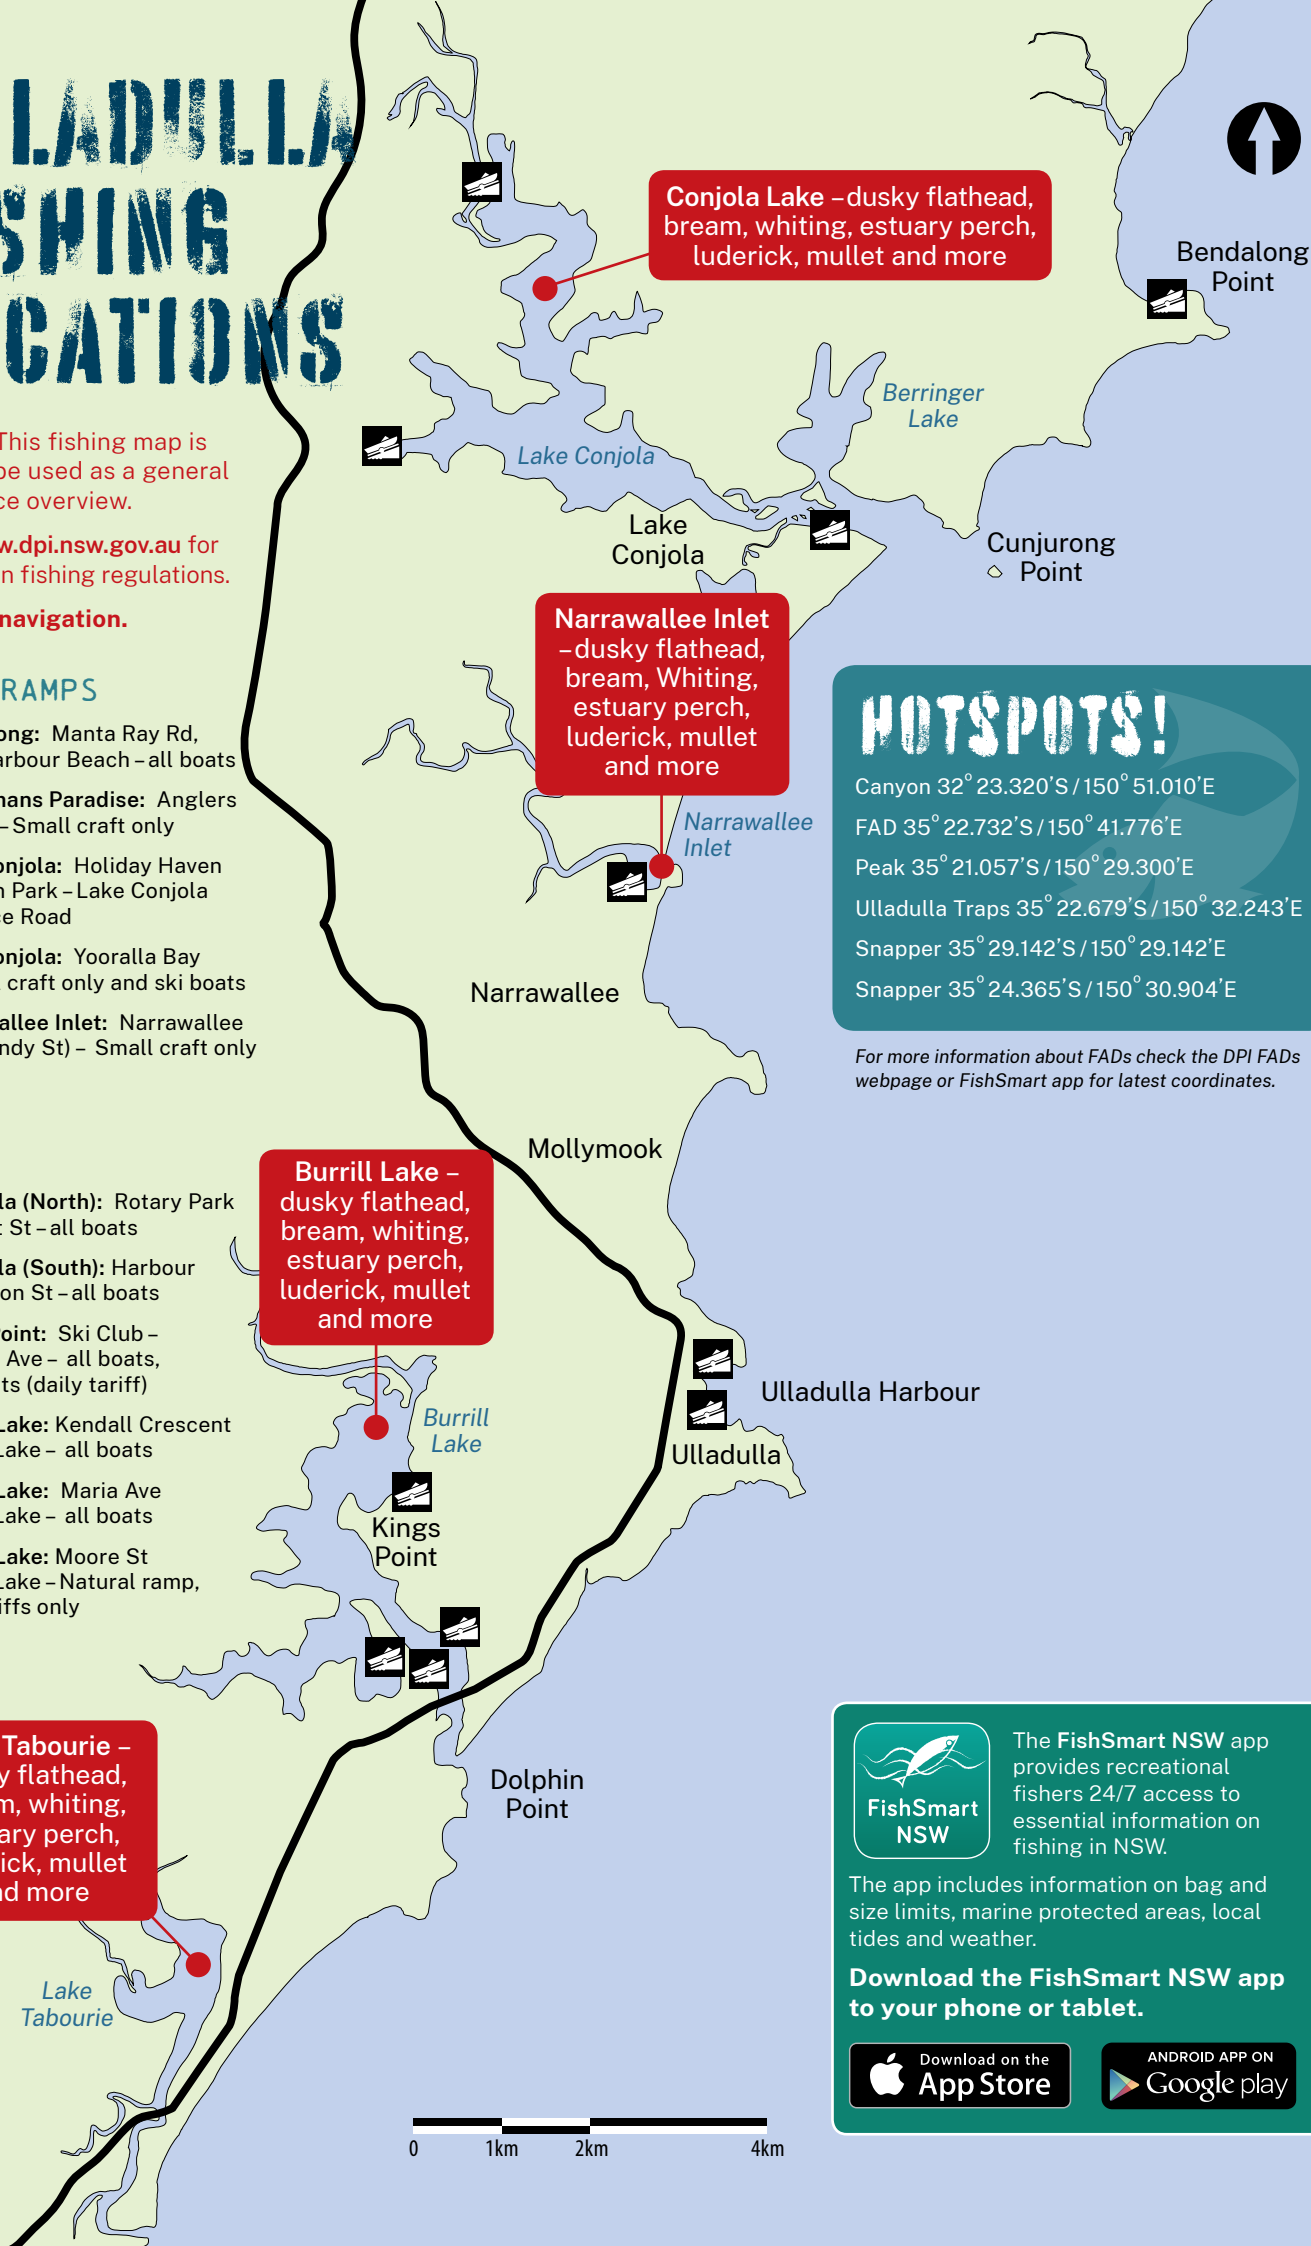 LADULLA
SHING
CATIONS
This fishing map is
be used as a general
ce overview.
w.dpi.nsw.gov.au for
n fishing regulations.
navigation.
RAMPS
ong: Manta Ray Rd,
arbour Beach – all boats
mans Paradise: Anglers
– Small craft only
onjola: Holiday Haven
n Park – Lake Conjola
ce Road
onjola: Yooralla Bay
craft only and ski boats
allee Inlet: Narrawallee
ndy St) – Small craft only
la (North): Rotary Park
t St – all boats
la (South): Harbour
on St – all boats
Point: Ski Club –
Ave – all boats,
ts (daily tariff)
Lake: Kendall Crescent
Lake – all boats
Lake: Maria Ave
Lake – all boats
Lake: Moore St
Lake – Natural ramp,
iffs only
Conjola Lake – dusky flathead,
bream, whiting, estuary perch,
luderick, mullet and more
Bendalong
Point
Berringer
Lake
Lake Conjola
Lake
Conjola
Cunjurong
Point
Narrawallee Inlet
– dusky flathead,
bream, Whiting,
estuary perch,
luderick, mullet
and more
Narrawallee
Inlet
HOTSPOTS!
Canyon 32° 23.320'S / 150° 51.010'E
FAD 35° 22.732'S / 150° 41.776'E
Peak 35° 21.057'S / 150° 29.300'E
Ulladulla Traps 35° 22.679'S / 150° 32.243'E
Snapper 35° 29.142'S / 150° 29.142'E
Snapper 35° 24.365'S / 150° 30.904'E
For more information about FADs check the DPI FADs
webpage or FishSmart app for latest coordinates.
Narrawallee
Mollymook
Burrill Lake –
dusky flathead,
bream, whiting,
estuary perch,
luderick, mullet
and more
Ulladulla Harbour
Ulladulla
Burrill
Lake
Kings
Point
Dolphin
Point
Tabourie –
y flathead,
m, whiting,
ary perch,
ick, mullet
nd more
Lake
Tabourie
FishSmart
NSW
The FishSmart NSW app
provides recreational
fishers 24/7 access to
essential information on
fishing in NSW.
The app includes information on bag and
size limits, marine protected areas, local
tides and weather.
Download the FishSmart NSW app
to your phone or tablet.
Download on the
App Store
ANDROID APP ON
Google play
0 1km 2km 4km